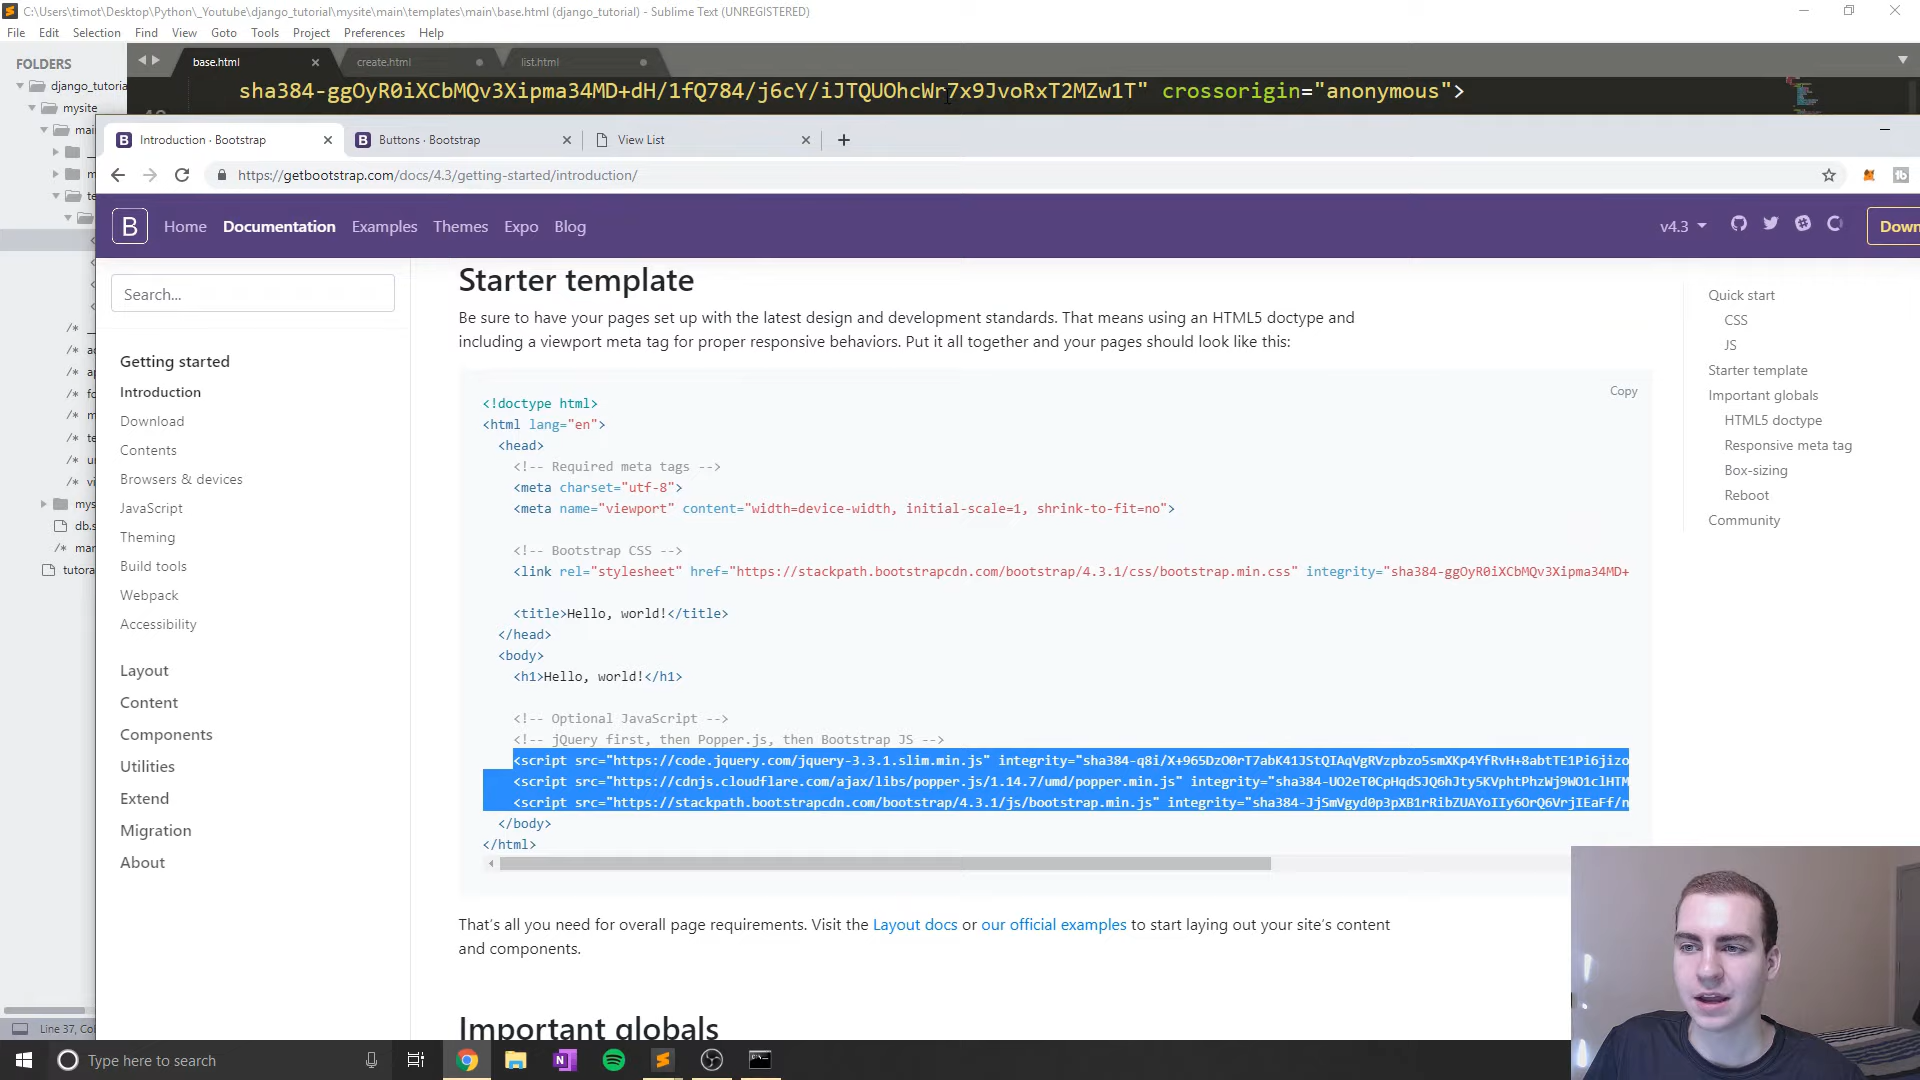 C:\Users\timot\Desktop\Python\_Youtube\django_tutorial\mysite\main\templates\main\base.html (django_tutorial) - Sublime Text (UNREGISTERED)
File Edit Selection Find View Goto Tools Project Preferences Help
FOLDERS
base.html
create.html
list.html
django_tutoria
mysite
mai
sha384-ggOyR0iXCbMQv3Xipma34MD+dH/1fQ784/j6cY/iJTQUOhcWr7x9JvoRxT2MZw1T" crossorigin="anonymous">
Introduction · Bootstrap
Buttons · Bootstrap
View List
https://getbootstrap.com/docs/4.3/getting-started/introduction/
B Home Documentation Examples Themes Expo Blog
v4.3
Down
Search...
Getting started
Introduction
Download
Contents
Browsers & devices
JavaScript
Theming
Build tools
Webpack
Accessibility
Layout
Content
Components
Utilities
Extend
Migration
About
Starter template
Be sure to have your pages set up with the latest design and development standards. That means using an HTML5 doctype and
including a viewport meta tag for proper responsive behaviors. Put it all together and your pages should look like this:
Copy
<!doctype html>
<html lang="en">
<head>
<!-- Required meta tags -->
<meta charset="utf-8">
<meta name="viewport" content="width=device-width, initial-scale=1, shrink-to-fit=no">
<!-- Bootstrap CSS -->
<link rel="stylesheet" href="https://stackpath.bootstrapcdn.com/bootstrap/4.3.1/css/bootstrap.min.css" integrity="sha384-ggOyR0iXCbMQv3Xipma34MD+
<title>Hello, world!</title>
</head>
<body>
<h1>Hello, world!</h1>
<!-- Optional JavaScript -->
<!-- jQuery first, then Popper.js, then Bootstrap JS -->
<script src="https://code.jquery.com/jquery-3.3.1.slim.min.js" integrity="sha384-q8i/X+965DzO0rT7abK41JStQIAqVgRVzpbzo5smXKp4YfRvH+8abtTE1Pi6jizo
<script src="https://cdnjs.cloudflare.com/ajax/libs/popper.js/1.14.7/umd/popper.min.js" integrity="sha384-UO2eT0CpHqdSJQ6hJty5KVphtPhzWj9WO1clHTM
<script src="https://stackpath.bootstrapcdn.com/bootstrap/4.3.1/js/bootstrap.min.js" integrity="sha384-JjSmVgyd0p3pXB1rRibZUAYoIIy6OrQ6VrjIEaFf/n
</body>
</html>
That's all you need for overall page requirements. Visit the Layout docs or our official examples to start laying out your site's content
and components.
Important globals
Quick start
CSS
JS
Starter template
Important globals
HTML5 doctype
Responsive meta tag
Box-sizing
Reboot
Community
mys
db.s
mar
tutora
Line 37, Co
Type here to search